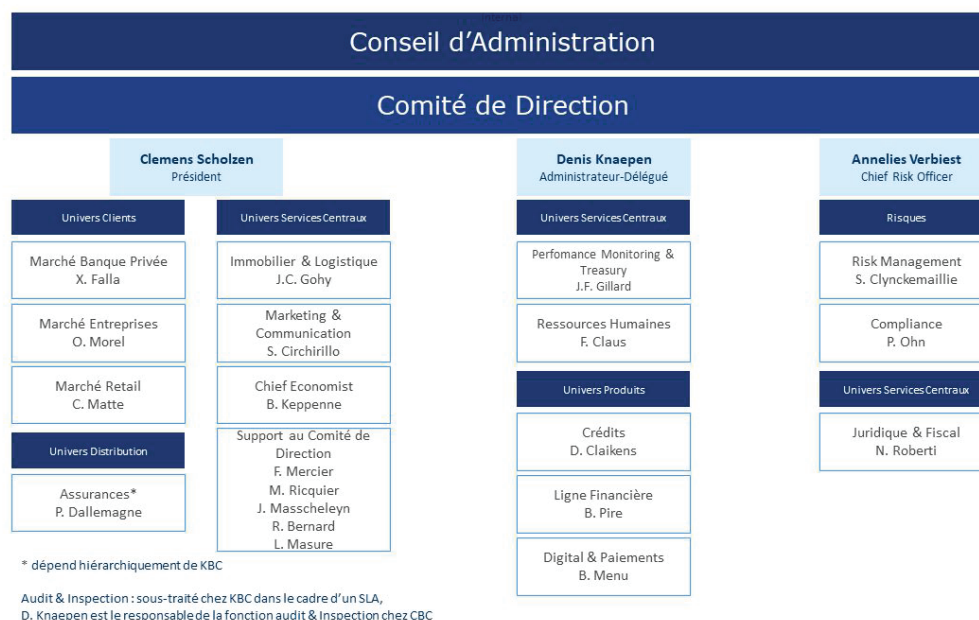 Internal
Conseil d’Administration
Comité de Direction
Clemens Scholzen
Président
Denis Knaepen
Administrateur-Délégué
Annelies Verbiest
Chief Risk Officer
Univers Clients
Marché Banque Privée
X. Falla
Marché Entreprises
O. Morel
Marché Retail
C. Matte
Univers Distribution
Assurances*
P. Dallemagne
Univers Services Centraux
Immobilier & Logistique
J.C. Gohy
Marketing &
Communication
S. Circhirillo
Chief Economist
B. Keppenne
Support au Comité de
Direction
F. Mercier
M. Ricquier
J. Masscheleyn
R. Bernard
L. Masure
Univers Services Centraux
Perfomance Monitoring &
Treasury
J.F. Gillard
Ressources Humaines
F. Claus
Univers Produits
Crédits
D. Claikens
Ligne Financière
B. Pire
Digital & Paiements
B. Menu
Risques
Risk Management
S. Clynckemaillie
Compliance
P. Ohn
Univers Services Centraux
Juridique & Fiscal
N. Roberti
* dépend hiérarchiquement de KBC
Audit & Inspection : sous-traité chez KBC dans le cadre d’un SLA,
D. Knaepen est le responsable de la fonction audit & Inspection chez CBC